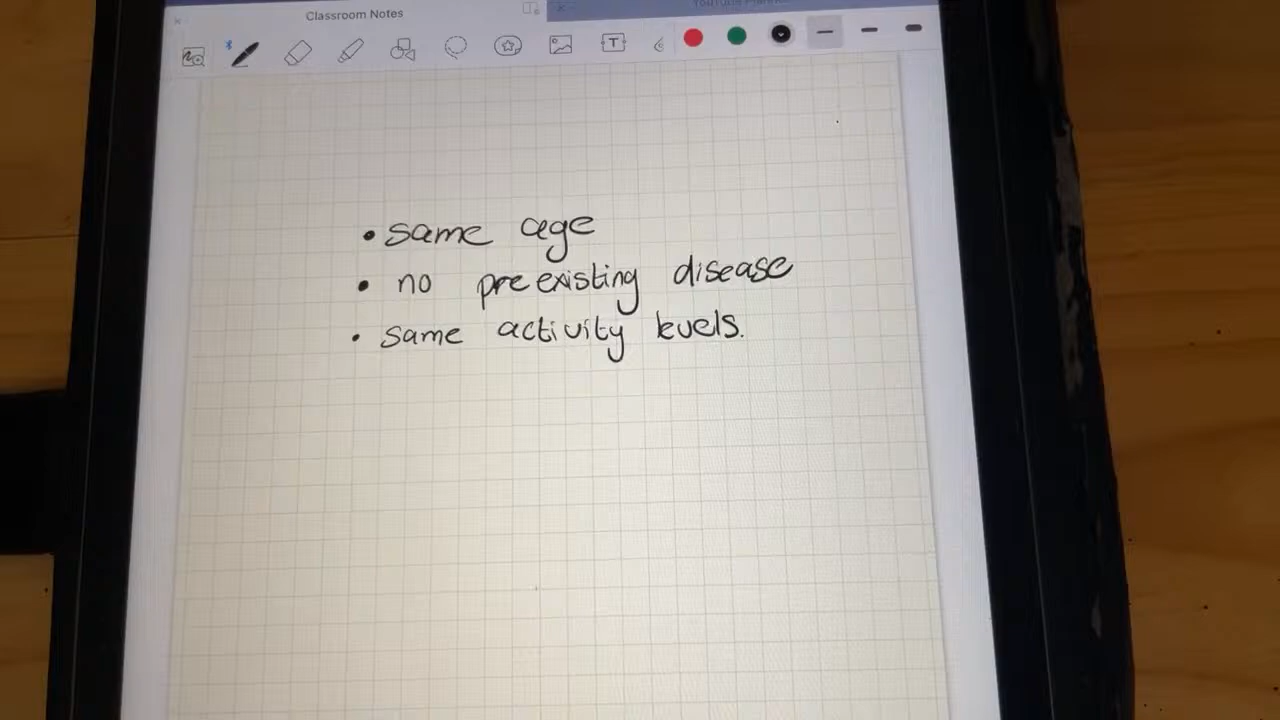 Classroom Notes
• same age
• no preexisting disease
• same activity levels.